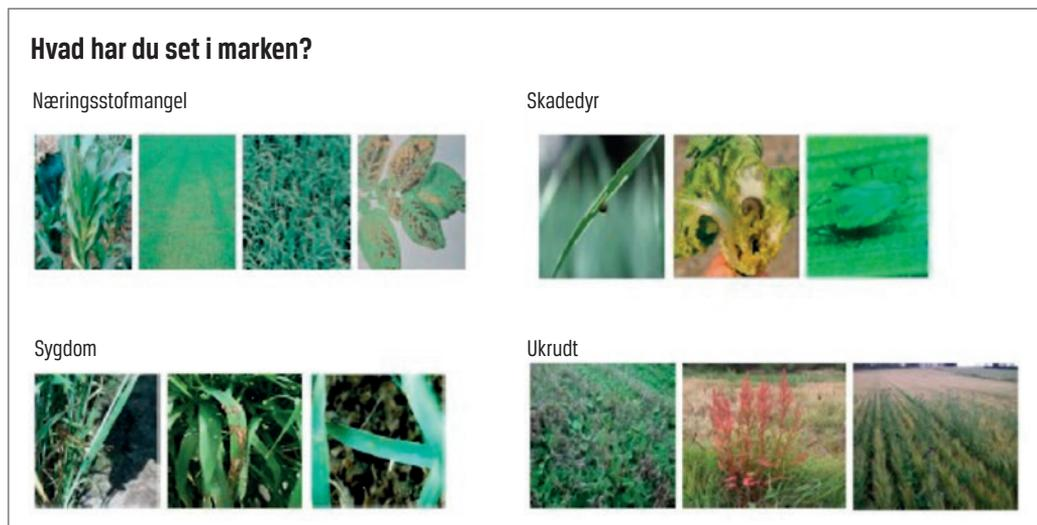 Hvad har du set i marken?
Næringsstofmangel
Skadedyr
Sygdom
Ukrudt